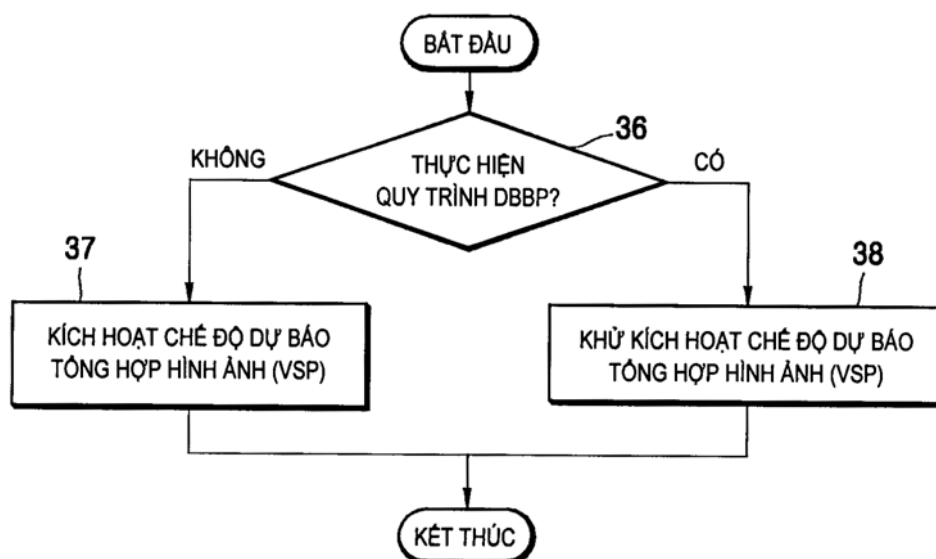 BẮT ĐẦU
36
THỰC HIỆN
QUY TRÌNH DBBP?
KHÔNG
CÓ
37
KÍCH HOẠT CHẾ ĐỘ DỰ BÁO
TỔNG HỢP HÌNH ẢNH (VSP)
38
KHỬ KÍCH HOẠT CHẾ ĐỘ DỰ BÁO
TỔNG HỢP HÌNH ẢNH (VSP)
KẾT THÚC